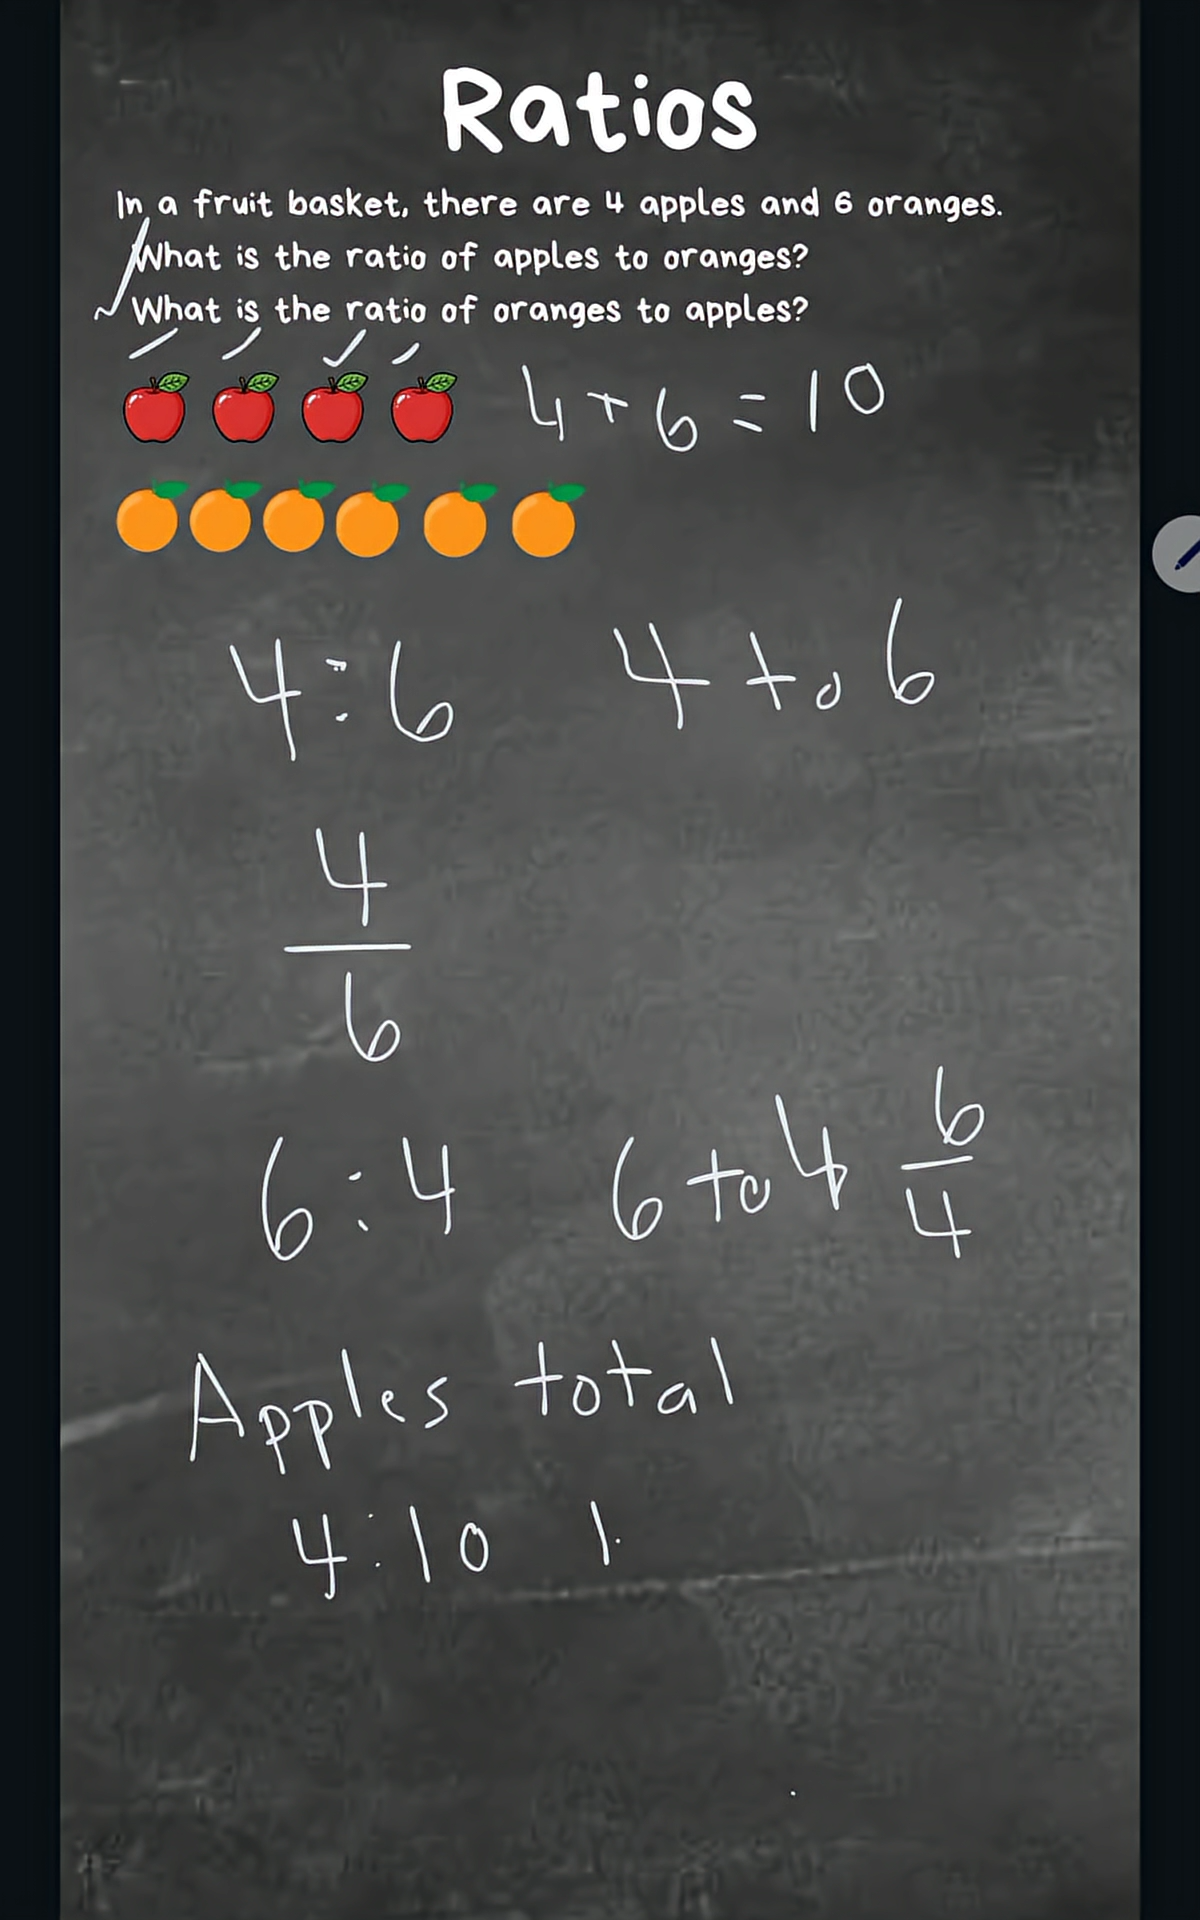 Ratios
In a fruit basket, there are 4 apples and 6 oranges.
What is the ratio of apples to oranges?
What is the ratio of oranges to apples?
4 + 6 = 10
4 : 6 4 to 6
4
6
6 : 4 6 to 4 6/4
Apples total
4 : 10